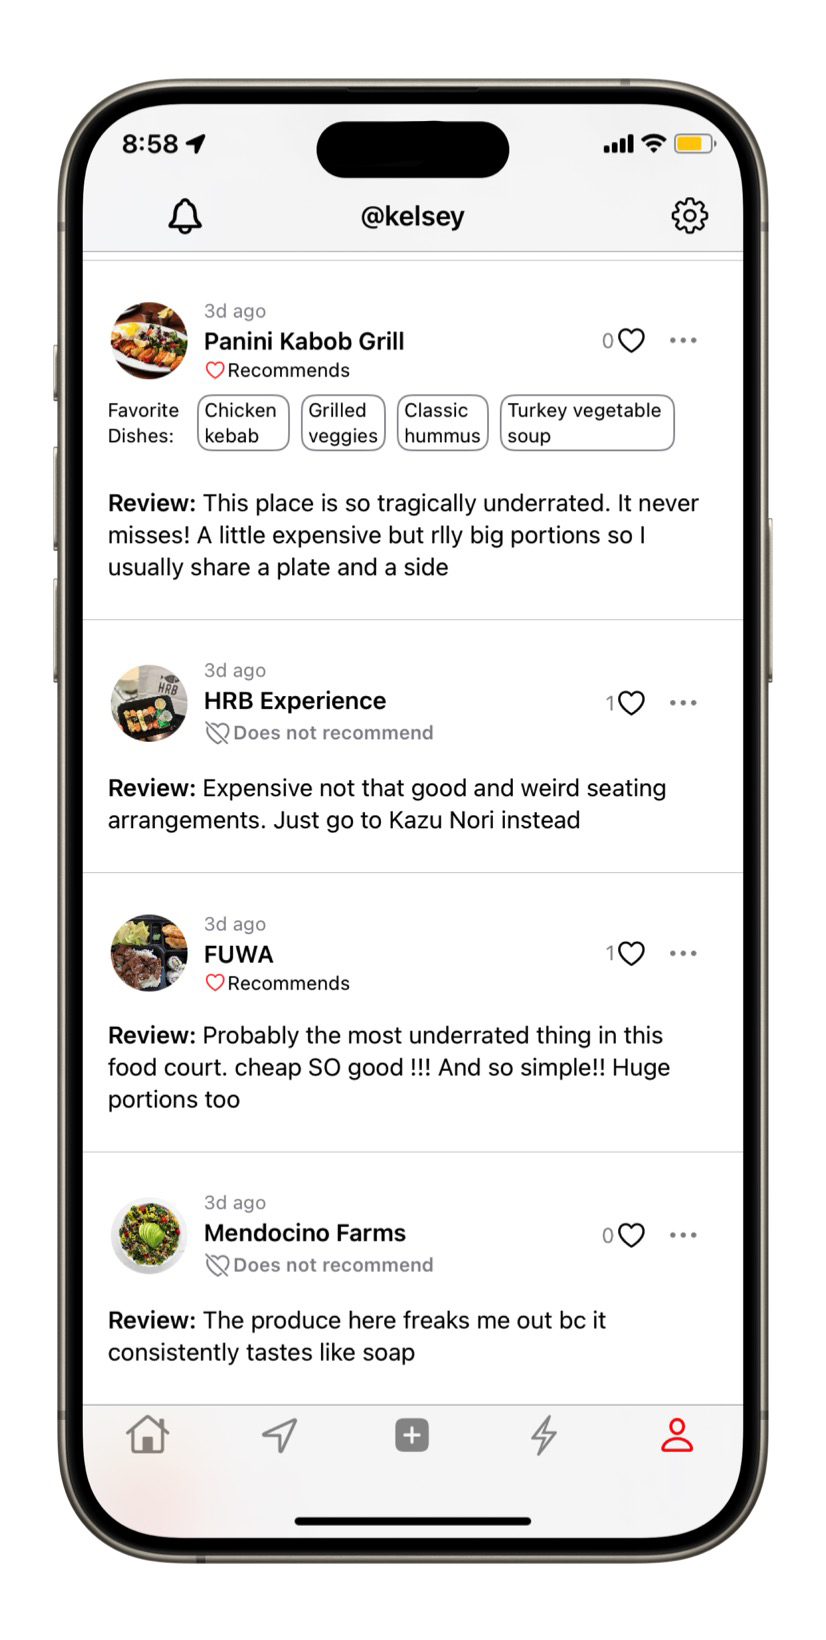 8:58
@kelsey
3d ago
Panini Kabob Grill
0
Recommends
Favorite Dishes:
Chicken kebab
Grilled veggies
Classic hummus
Turkey vegetable soup
Review: This place is so tragically underrated. It never
misses! A little expensive but rlly big portions so I
usually share a plate and a side
HRB
3d ago
HRB Experience
1
Does not recommend
Review: Expensive not that good and weird seating
arrangements. Just go to Kazu Nori instead
3d ago
FUWA
1
Recommends
Review: Probably the most underrated thing in this
food court. cheap SO good !!! And so simple!! Huge
portions too
3d ago
Mendocino Farms
0
Does not recommend
Review: The produce here freaks me out bc it
consistently tastes like soap